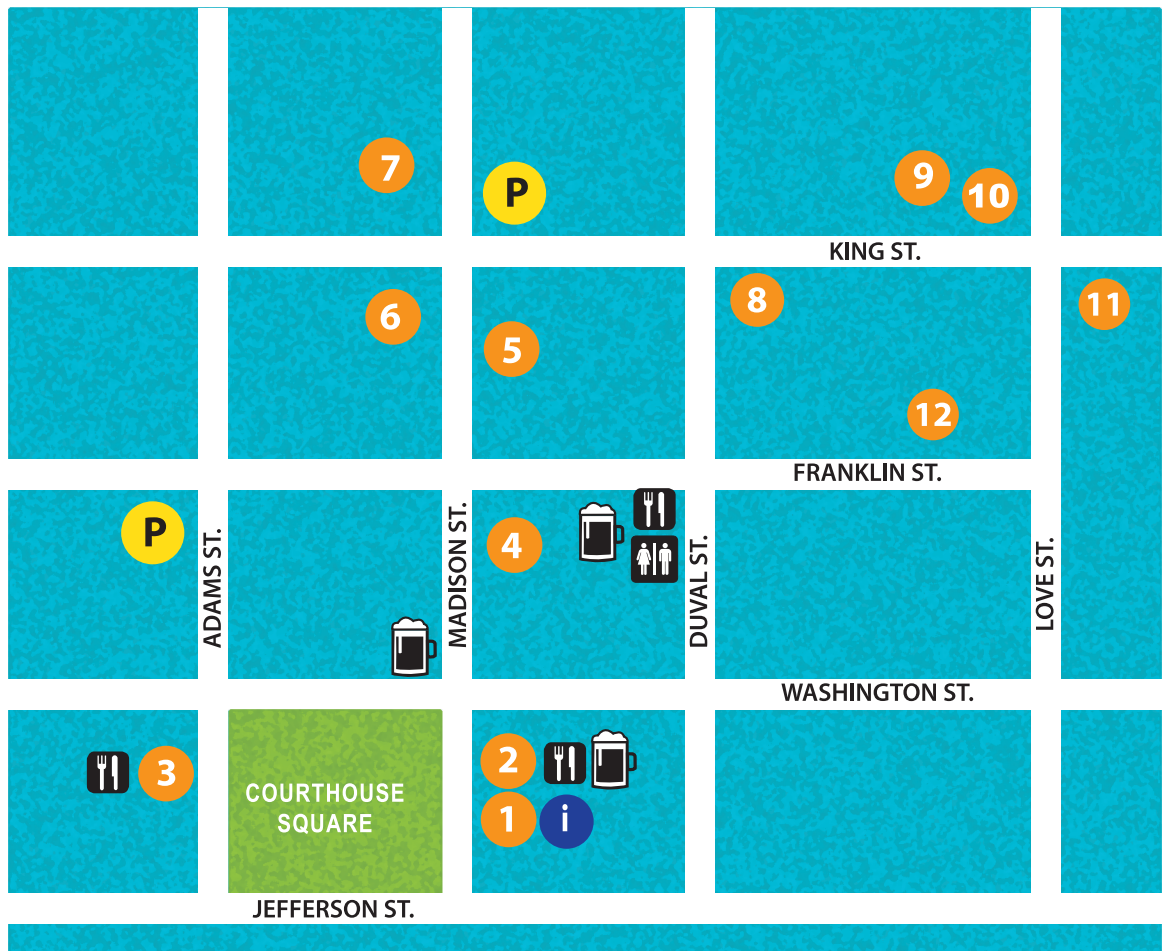 7
P
9
10
KING ST.
6
5
8
11
12
FRANKLIN ST.
P
ADAMS ST.
MADISON ST.
4
DUVAL ST.
LOVE ST.
WASHINGTON ST.
3
COURTHOUSE
SQUARE
2
1
i
JEFFERSON ST.